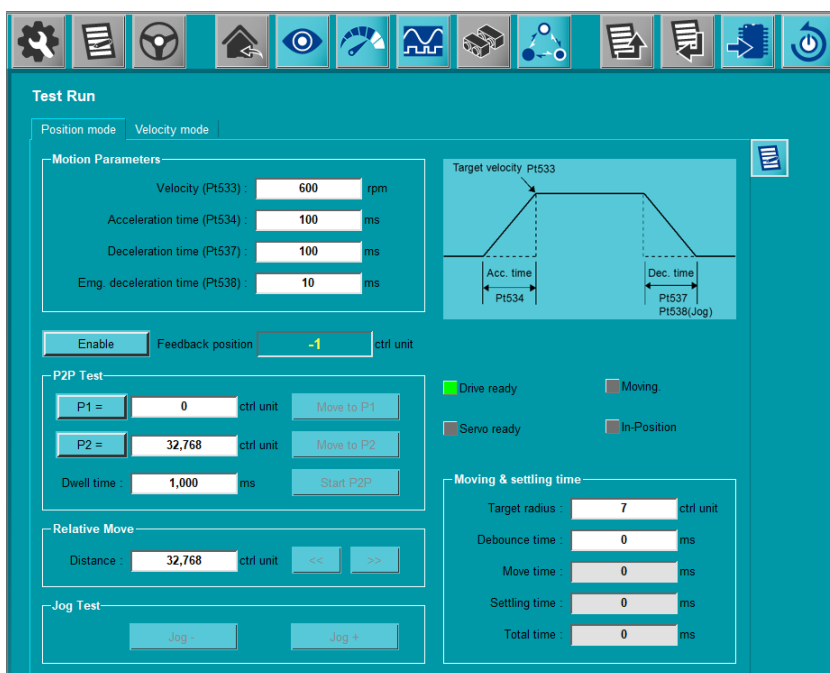 Test Run
Position mode Velocity mode
Motion Parameters
Velocity (Pt533) : 600 rpm
Acceleration time (Pt534) : 100 ms
Deceleration time (Pt537) : 100 ms
Emg. deceleration time (Pt538) : 10 ms
Target velocity Pt533
Acc. time
Pt534
Dec. time
Pt537
Pt538(Jog)
Enable Feedback position -1 ctrl unit
P2P Test
P1 = 0 ctrl unit Move to P1
P2 = 32,768 ctrl unit Move to P2
Dwell time : 1,000 ms Start P2P
Drive ready Moving.
Servo ready In-Position
Relative Move
Distance : 32,768 ctrl unit << >>
Jog Test
Jog - Jog +
Moving & settling time
Target radius : 7 ctrl unit
Debounce time : 0 ms
Move time : 0 ms
Settling time : 0 ms
Total time : 0 ms